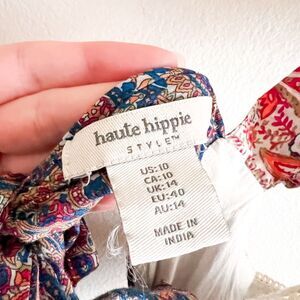 haute hippie
STYLE™
US:10
CA:10
UK:14
EU:40
AU:14
MADE IN
INDIA